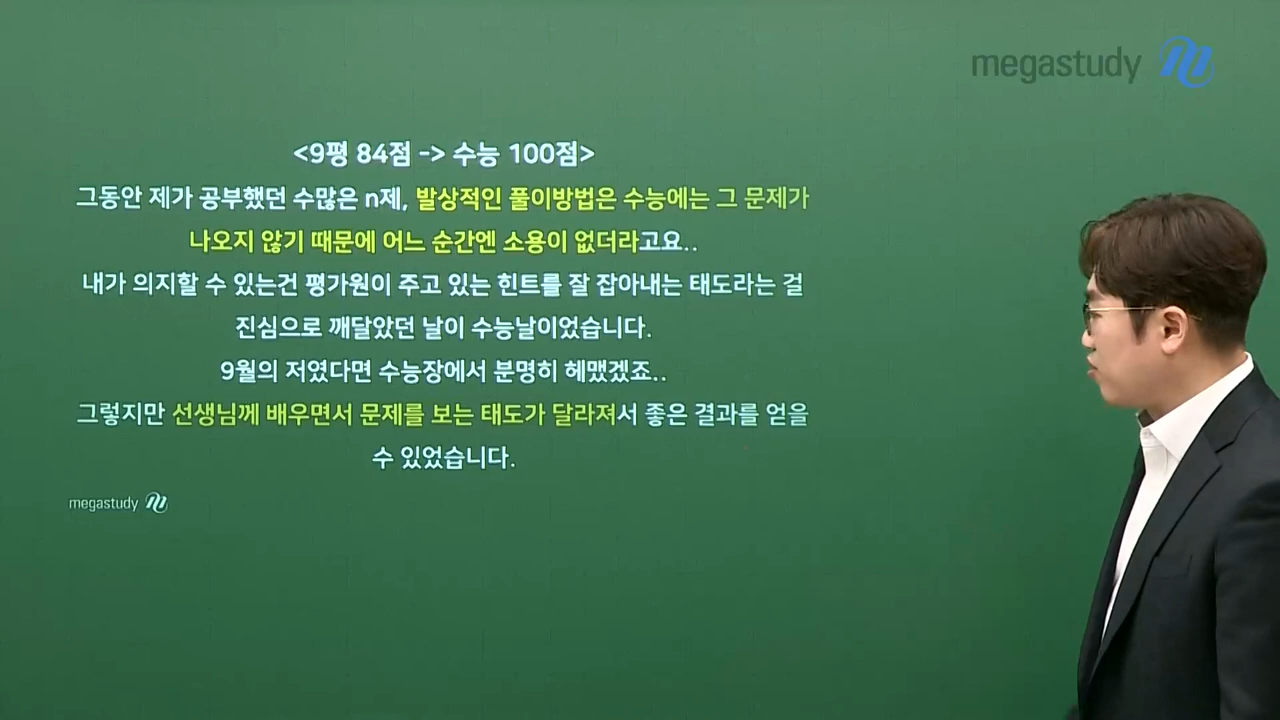 megastudy
<9평 84점 -> 수능 100점>
그동안 제가 공부했던 수많은 n제, 발상적인 풀이방법은 수능에는 그 문제가
나오지 않기 때문에 어느 순간엔 소용이 없더라고요..
내가 의지할 수 있는건 평가원이 주고 있는 힌트를 잘 잡아내는 태도라는 걸
진심으로 깨달았던 날이 수능날이었습니다.
9월의 저였다면 수능장에서 분명히 헤맸겠죠..
그렇지만 선생님께 배우면서 문제를 보는 태도가 달라져서 좋은 결과를 얻을
수 있었습니다.
megastudy